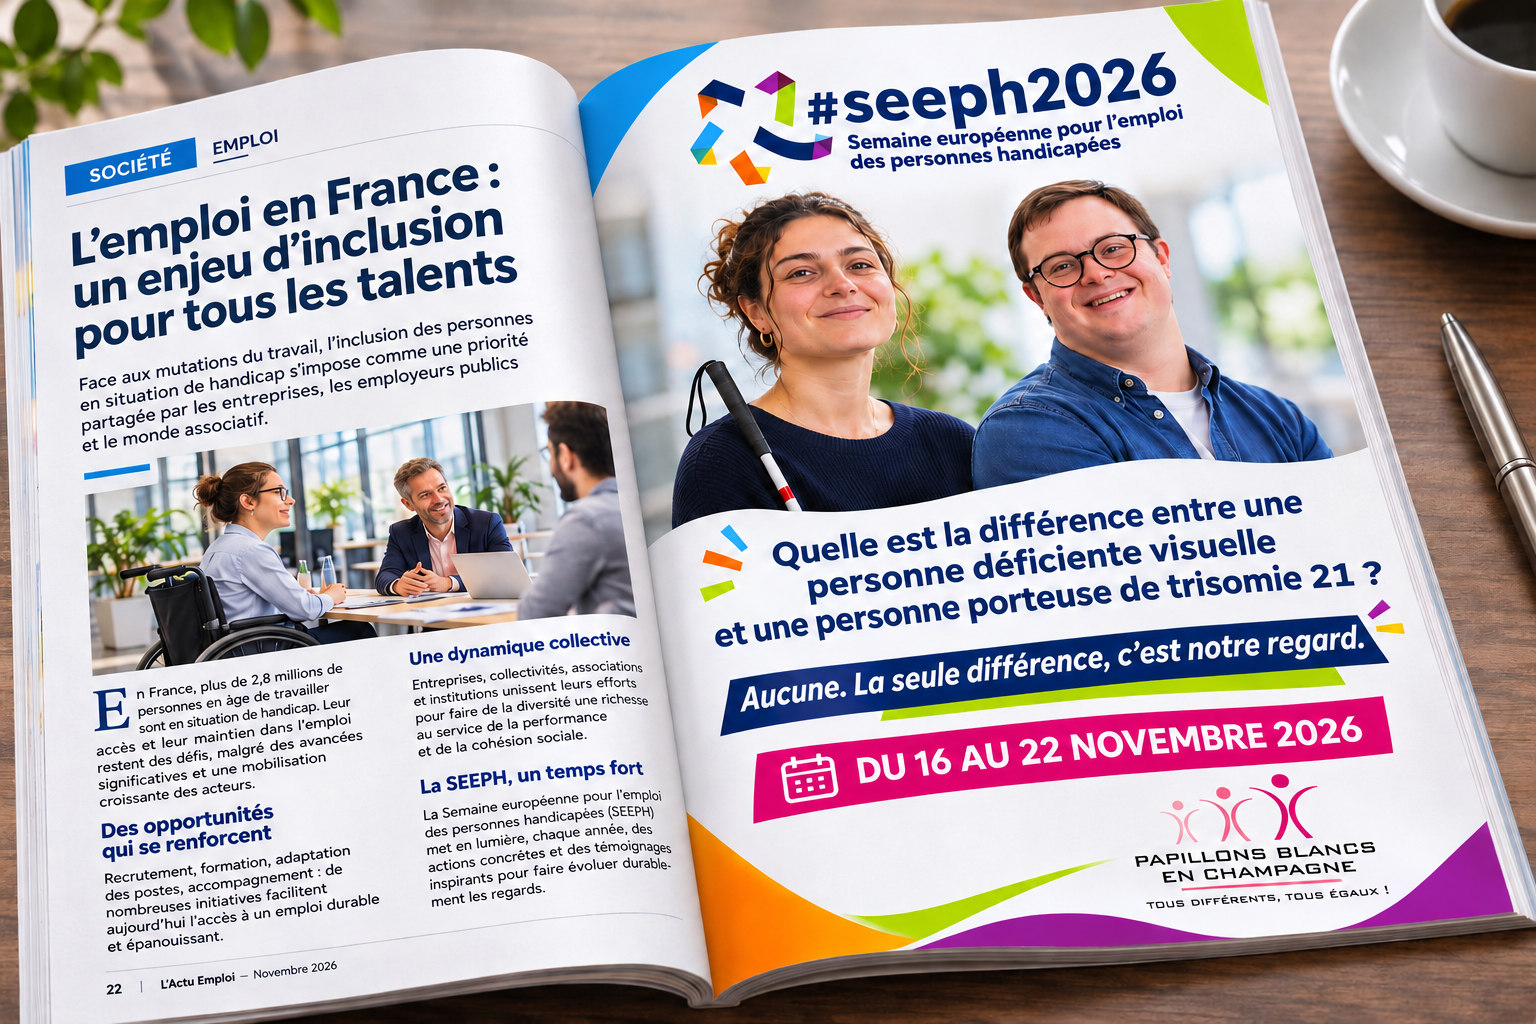 SOCIÉTÉ
EMPLOI
L'emploi en France :
un enjeu d'inclusion
pour tous les talents
Face aux mutations du travail, l'inclusion des personnes
en situation de handicap s'impose comme une priorité
partagée par les entreprises, les employeurs publics
et le monde associatif.
En France, plus de 2,8 millions de
personnes en âge de travailler
sont en situation de handicap. Leur
accès et leur maintien dans l'emploi
restent des défis, malgré des avancées
significatives et une mobilisation
croissante des acteurs.
Des opportunités
qui se renforcent
Recrutement, formation, adaptation
des postes, accompagnement : de
nombreuses initiatives facilitent
aujourd'hui l'accès à un emploi durable
et épanouissant.
Une dynamique collective
Entreprises, collectivités, associations
et institutions unissent leurs efforts
pour faire de la diversité une richesse
au service de la performance
et de la cohésion sociale.
La SEEPH, un temps fort
La Semaine européenne pour l'emploi
des personnes handicapées (SEEPH)
met en lumière, chaque année, des
actions concrètes et des témoignages
inspirants pour faire évoluer durable-
ment les regards.
22 | L'Actu Emploi — Novembre 2026
#seeph2026
Semaine européenne pour l'emploi
des personnes handicapées
Quelle est la différence entre une
personne déficiente visuelle
et une personne porteuse de trisomie 21 ?
Aucune. La seule différence, c'est notre regard.
DU 16 AU 22 NOVEMBRE 2026
PAPILLONS BLANCS
EN CHAMPAGNE
TOUS DIFFÉRENTS, TOUS ÉGAUX !